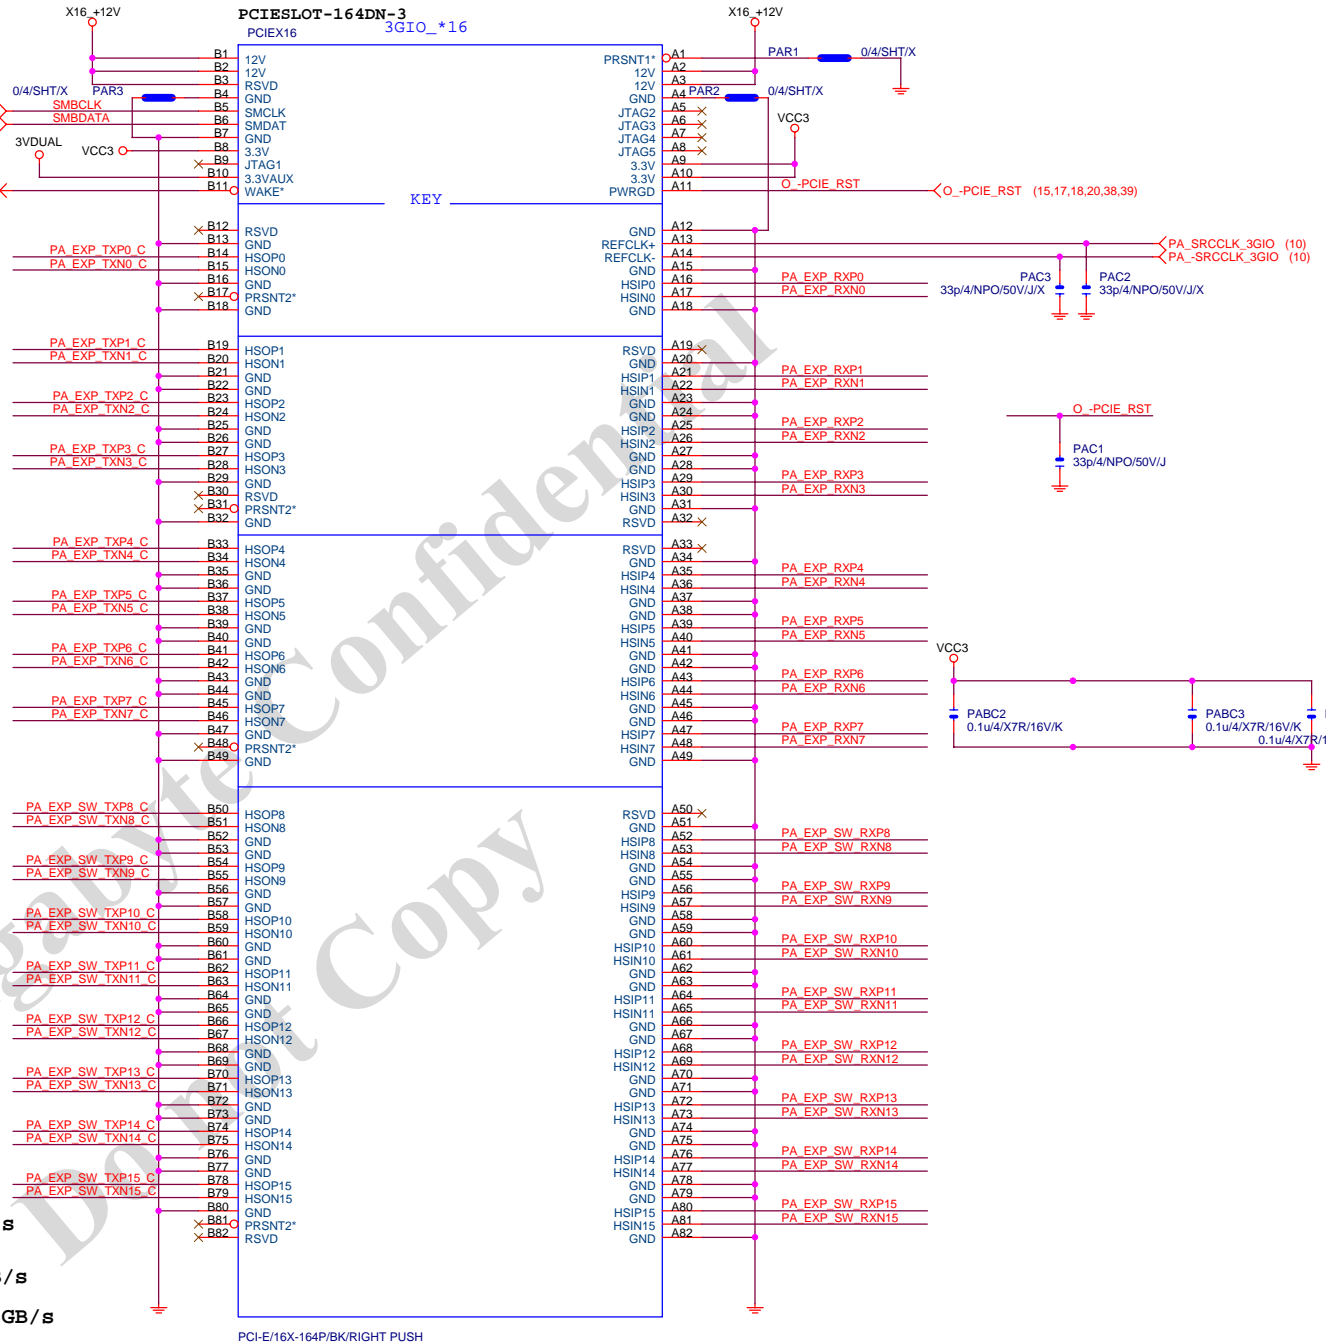 X16_+12V
PCIESLOT-164DN-3
3GIO_*16
PCIEX16
X16_+12V
B1 12V PRSNT1* A1 PAR1 0/4/SHT/X
B2 12V 12V A2
B3 RSVD 12V A3
0/4/SHT/X PAR3 B4 GND GND A4 PAR2 0/4/SHT/X
SMBCLK B5 SMCLK JTAG2 A5
SMBDATA B6 SMDAT JTAG3 A6
B7 GND JTAG4 A7 VCC3
3VDUAL VCC3 B8 3.3V JTAG5 A8
B9 JTAG1 3.3V A9
B10 3.3VAUX 3.3V A10
B11 WAKE* PWRGD A11 O_-PCIE_RST O_-PCIE_RST (15,17,18,20,38,39)
KEY
B12 RSVD GND A12
B13 GND REFCLK+ A13 PA_SRCCLK_3GIO (10)
PA_EXP_TXP0_C B14 HSOP0 REFCLK- A14 PA_-SRCCLK_3GIO (10)
PA_EXP_TXN0_C B15 HSON0 GND A15
B16 GND HSIP0 A16 PA_EXP_RXP0 PAC3 PAC2
B17 PRSNT2* HSIN0 A17 PA_EXP_RXN0 33p/4/NPO/50V/J/X 33p/4/NPO/50V/J/X
B18 GND GND A18
PA_EXP_TXP1_C B19 HSOP1 RSVD A19
PA_EXP_TXN1_C B20 HSON1 GND A20
B21 GND HSIP1 A21 PA_EXP_RXP1
B22 GND HSIN1 A22 PA_EXP_RXN1
PA_EXP_TXP2_C B23 HSOP2 GND A23
PA_EXP_TXN2_C B24 HSON2 GND A24 O_-PCIE_RST
B25 GND HSIP2 A25 PA_EXP_RXP2
B26 GND HSIN2 A26 PA_EXP_RXN2
PA_EXP_TXP3_C B27 HSOP3 GND A27 PAC1
PA_EXP_TXN3_C B28 HSON3 GND A28 33p/4/NPO/50V/J
B29 GND HSIP3 A29 PA_EXP_RXP3
B30 RSVD HSIN3 A30 PA_EXP_RXN3
B31 PRSNT2* GND A31
B32 GND RSVD A32
PA_EXP_TXP4_C B33 HSOP4 RSVD A33
PA_EXP_TXN4_C B34 HSON4 GND A34
B35 GND HSIP4 A35 PA_EXP_RXP4
B36 GND HSIN4 A36 PA_EXP_RXN4
PA_EXP_TXP5_C B37 HSOP5 GND A37
PA_EXP_TXN5_C B38 HSON5 GND A38
B39 GND HSIP5 A39 PA_EXP_RXP5
B40 GND HSIN5 A40 PA_EXP_RXN5
PA_EXP_TXP6_C B41 HSOP6 GND A41 VCC3
PA_EXP_TXN6_C B42 HSON6 GND A42
B43 GND HSIP6 A43 PA_EXP_RXP6
B44 GND HSIN6 A44 PA_EXP_RXN6
PA_EXP_TXP7_C B45 HSOP7 GND A45
PA_EXP_TXN7_C B46 HSON7 GND A46 PABC2 PABC3
B47 GND HSIP7 A47 PA_EXP_RXP7 0.1u/4/X7R/16V/K 0.1u/4/X7R/16V/K
B48 PRSNT2* HSIN7 A48 PA_EXP_RXN7 0.1u/4/X7R/1
B49 GND GND A49
PA_EXP_SW_TXP8_C B50 HSOP8 RSVD A50
PA_EXP_SW_TXN8_C B51 HSON8 GND A51
B52 GND HSIP8 A52 PA_EXP_SW_RXP8
B53 GND HSIN8 A53 PA_EXP_SW_RXN8
PA_EXP_SW_TXP9_C B54 HSOP9 GND A54
PA_EXP_SW_TXN9_C B55 HSON9 GND A55
B56 GND HSIP9 A56 PA_EXP_SW_RXP9
B57 GND HSIN9 A57 PA_EXP_SW_RXN9
PA_EXP_SW_TXP10_C B58 HSOP10 GND A58
PA_EXP_SW_TXN10_C B59 HSON10 GND A59
B60 GND HSIP10 A60 PA_EXP_SW_RXP10
B61 GND HSIN10 A61 PA_EXP_SW_RXN10
PA_EXP_SW_TXP11_C B62 HSOP11 GND A62
PA_EXP_SW_TXN11_C B63 HSON11 GND A63
B64 GND HSIP11 A64 PA_EXP_SW_RXP11
B65 GND HSIN11 A65 PA_EXP_SW_RXN11
PA_EXP_SW_TXP12_C B66 HSOP12 GND A66
PA_EXP_SW_TXN12_C B67 HSON12 GND A67
B68 GND HSIP12 A68 PA_EXP_SW_RXP12
B69 GND HSIN12 A69 PA_EXP_SW_RXN12
PA_EXP_SW_TXP13_C B70 HSOP13 GND A70
PA_EXP_SW_TXN13_C B71 HSON13 GND A71
B72 GND HSIP13 A72 PA_EXP_SW_RXP13
B73 GND HSIN13 A73 PA_EXP_SW_RXN13
PA_EXP_SW_TXP14_C B74 HSOP14 GND A74
PA_EXP_SW_TXN14_C B75 HSON14 GND A75
B76 GND HSIP14 A76 PA_EXP_SW_RXP14
B77 GND HSIN14 A77 PA_EXP_SW_RXN14
PA_EXP_SW_TXP15_C B78 HSOP15 GND A78
PA_EXP_SW_TXN15_C B79 HSON15 GND A79
B80 GND HSIP15 A80 PA_EXP_SW_RXP15
B81 PRSNT2* HSIN15 A81 PA_EXP_SW_RXN15
B82 RSVD GND A82
s
/s
GB/s
PCI-E/16X-164P/BK/RIGHT PUSH
gabyte Confidential
Do not Copy